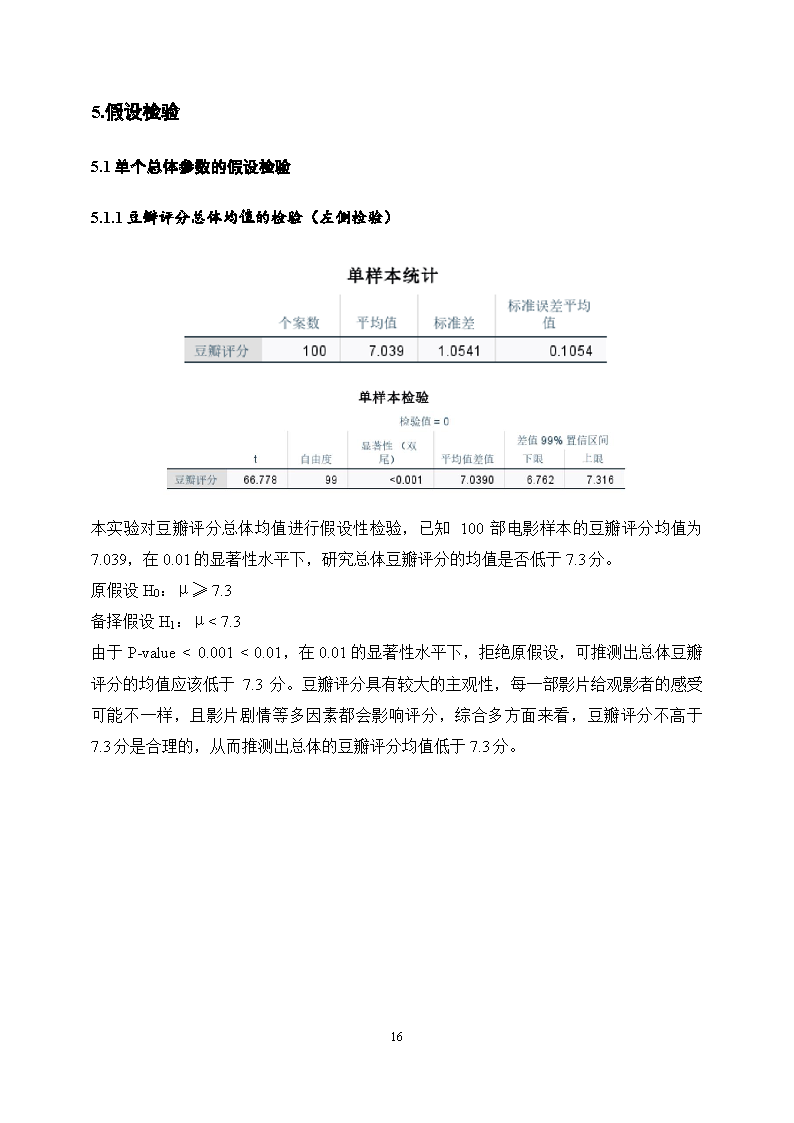 5.假设检验
5.1 单个总体参数的假设检验
5.1.1 豆瓣评分总体均值的检验（左侧检验）
单样本统计
个案数 平均值 标准差 标准误差平均值
豆瓣评分 100 7.039 1.0541 0.1054
单样本检验
检验值 = 0
差值 99% 置信区间
t 自由度 显著性 （双尾） 平均值差值 下限 上限
豆瓣评分 66.778 99 <0.001 7.0390 6.762 7.316
本实验对豆瓣评分总体均值进行假设性检验，已知 100 部电影样本的豆瓣评分均值为
7.039，在 0.01 的显著性水平下，研究总体豆瓣评分的均值是否低于 7.3 分。
原假设 H₀：μ≥7.3
备择假设 H₁：μ< 7.3
由于 P-value < 0.001 < 0.01，在 0.01 的显著性水平下，拒绝原假设，可推测出总体豆瓣
评分的均值应该低于 7.3 分。豆瓣评分具有较大的主观性，每一部影片给观影者的感受
可能不一样，且影片剧情等多因素都会影响评分，综合多方面来看，豆瓣评分不高于
7.3 分是合理的，从而推测出总体的豆瓣评分均值低于 7.3 分。
16